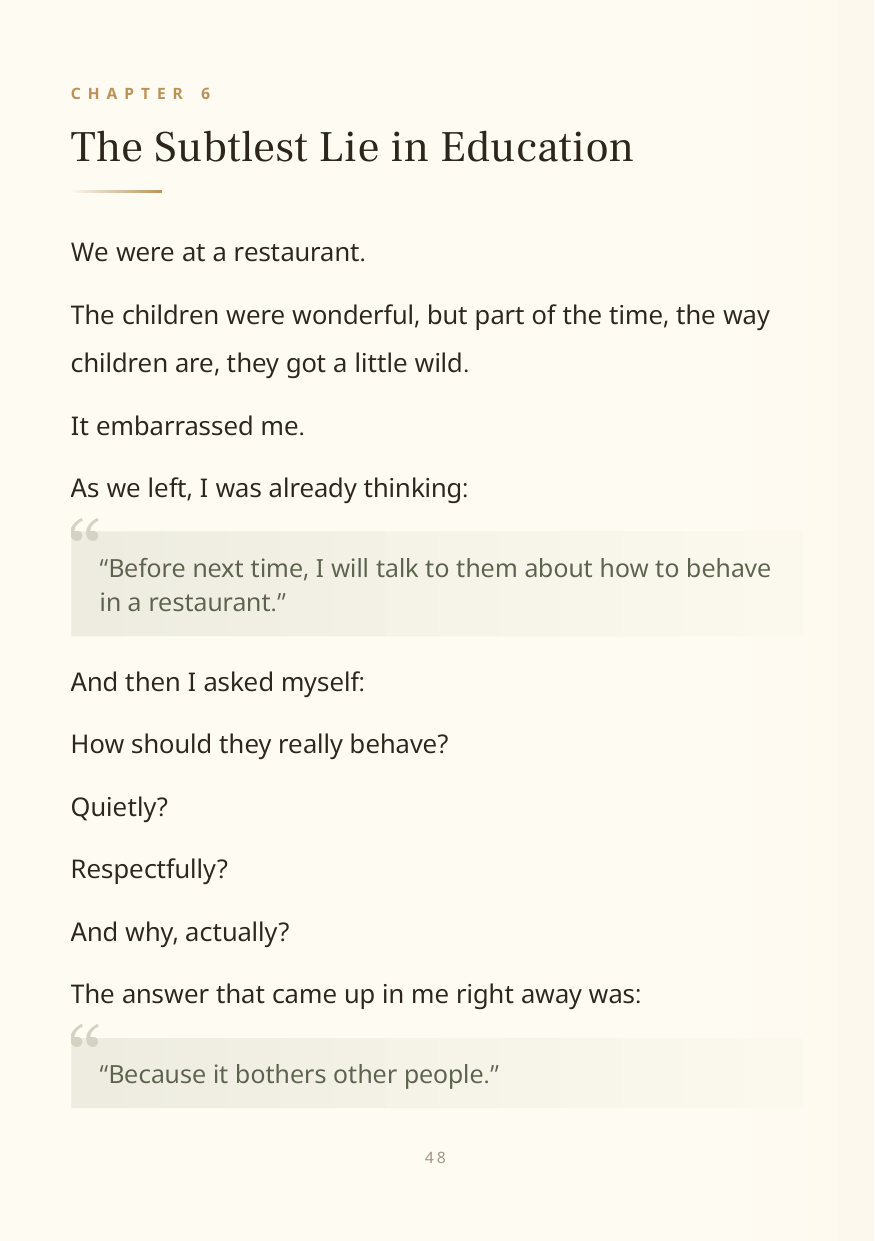 CHAPTER 6
The Subtlest Lie in Education
We were at a restaurant.
The children were wonderful, but part of the time, the way
children are, they got a little wild.
It embarrassed me.
As we left, I was already thinking:
“
“Before next time, I will talk to them about how to behave
in a restaurant.”
And then I asked myself:
How should they really behave?
Quietly?
Respectfully?
And why, actually?
The answer that came up in me right away was:
“
“Because it bothers other people.”
48